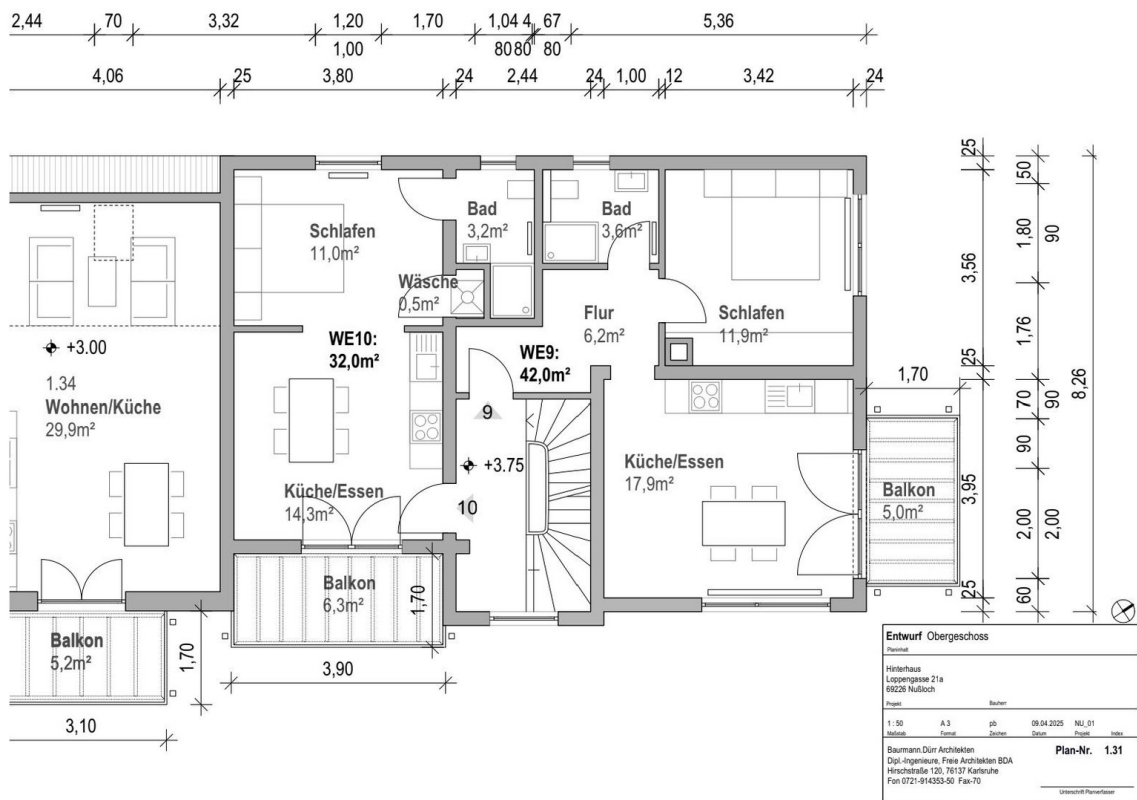 2,44 70 3,32 1,20 1,70 1,04 4 67 5,36
1,00 80 80 80
4,06 25 3,80 24 2,44 24 1,00 12 3,42 24
Schlafen
11,0m²
Bad
3,2m²
Bad
3,6m²
Wäsche
0,5m²
Flur
6,2m²
Schlafen
11,9m²
+3.00
WE10:
32,0m²
WE9:
42,0m²
1.34
Wohnen/Küche
29,9m²
9
+3.75
10
Küche/Essen
14,3m²
Küche/Essen
17,9m²
Balkon
5,0m²
Balkon
6,3m²
1,70
3,90
Balkon
5,2m²
1,70
3,10
1,70
25
3,56
25
3,95
25
50
1,80
90
1,76
70
90
90
2,00
2,00
60
8,26
Entwurf Obergeschoss
Planinhalt
Hinterhaus
Loppengasse 21a
69226 Nußloch
Projekt Bauherr
1 : 50 A 3 pb 09.04.2025 NU_01
Maßstab Format Zeichen Datum Projekt Index
Baurmann.Dürr Architekten
Plan-Nr. 1.31
Dipl.-Ingenieure, Freie Architekten BDA
Hirschstraße 120, 76137 Karlsruhe
Fon 0721-914353-50 Fax-70
Unterschrift Planverfasser